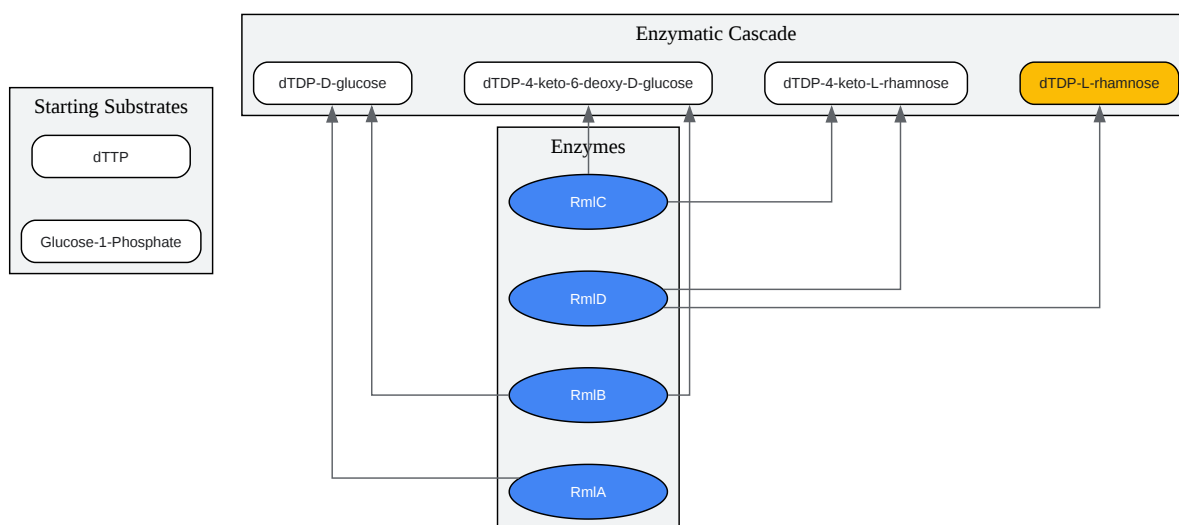 Enzymatic Cascade
dTDP-D-glucose
dTDP-4-keto-6-deoxy-D-glucose
dTDP-4-keto-L-rhamnose
dTDP-L-rhamnose
Starting Substrates
dTTP
Glucose-1-Phosphate
Enzymes
RmlC
RmlD
RmlB
RmlA